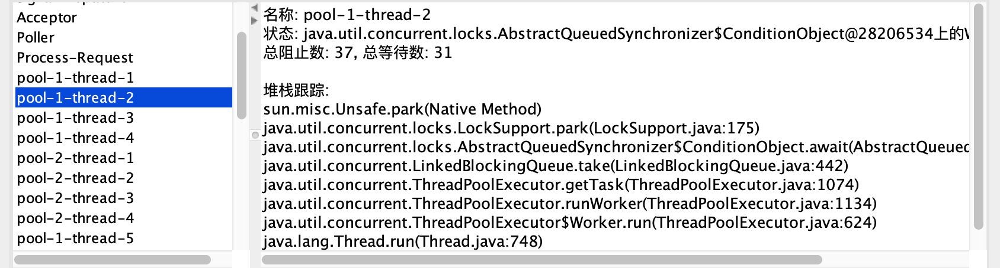 Acceptor
Poller
Process-Request
pool-1-thread-1
pool-1-thread-2
pool-1-thread-3
pool-1-thread-4
pool-2-thread-1
pool-2-thread-2
pool-2-thread-3
pool-2-thread-4
pool-1-thread-5
名称: pool-1-thread-2
状态: java.util.concurrent.locks.AbstractQueuedSynchronizer$ConditionObject@28206534上的W
总阻止数: 37, 总等待数: 31
堆栈跟踪:
sun.misc.Unsafe.park(Native Method)
java.util.concurrent.locks.LockSupport.park(LockSupport.java:175)
java.util.concurrent.locks.AbstractQueuedSynchronizer$ConditionObject.await(AbstractQueued
java.util.concurrent.LinkedBlockingQueue.take(LinkedBlockingQueue.java:442)
java.util.concurrent.ThreadPoolExecutor.getTask(ThreadPoolExecutor.java:1074)
java.util.concurrent.ThreadPoolExecutor.runWorker(ThreadPoolExecutor.java:1134)
java.util.concurrent.ThreadPoolExecutor$Worker.run(ThreadPoolExecutor.java:624)
java.lang.Thread.run(Thread.java:748)